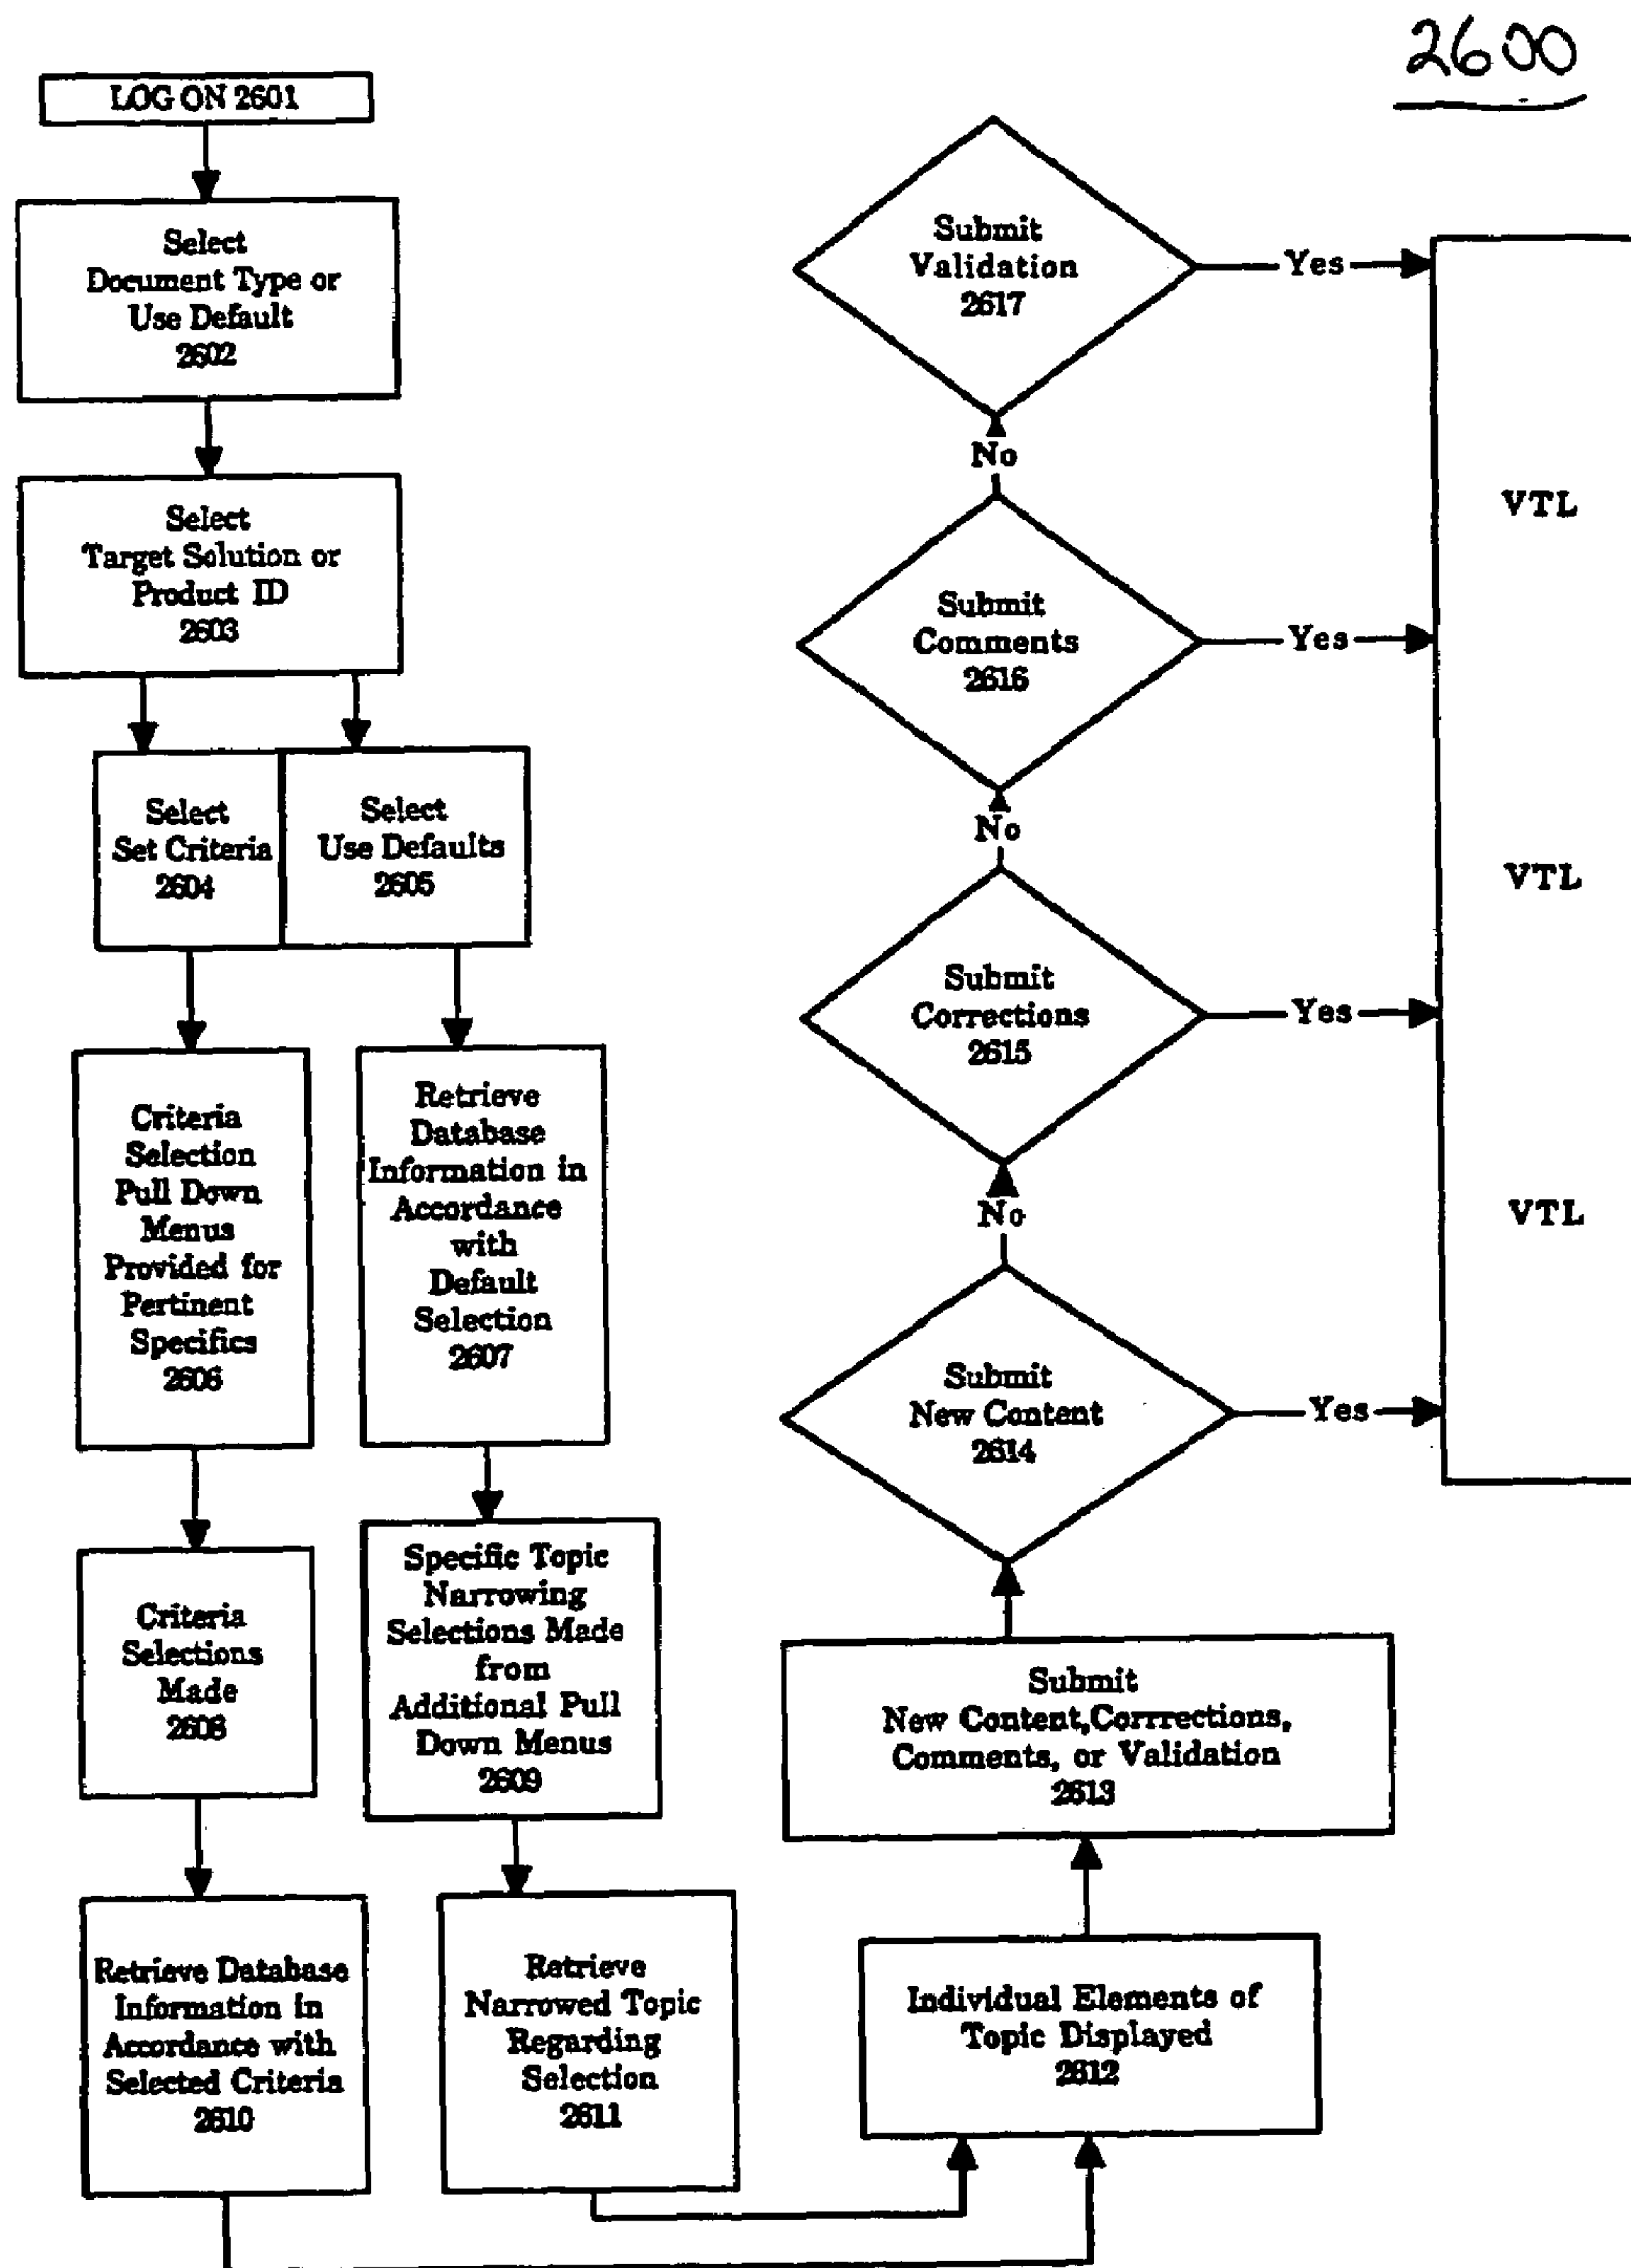 2600
LOG ON 2601
Select
Document Type or
Use Default
2602
Select
Target Solution or
Product ID
2603
Select
Set Criteria
2604
Select
Use Defaults
2605
Criteria
Selection
Pull Down
Menus
Provided for
Pertinent
Specifics
2606
Retrieve
Database
Information in
Accordance
with
Default
Selection
2607
Criteria
Selections
Made
2608
Specific Topic
Narrowing
Selections Made
from
Additional Pull
Down Menus
2609
Retrieve Database
Information in
Accordance with
Selected Criteria
2610
Retrieve
Narrowed Topic
Regarding
Selection
2611
Individual Elements of
Topic Displayed
2612
Submit
New Content,Corrrections,
Comments, or Validation
2613
Submit
New Content
2614
Yes
No
Submit
Corrections
2615
Yes
No
Submit
Comments
2616
Yes
No
Submit
Validation
2617
Yes
VTL
VTL
VTL